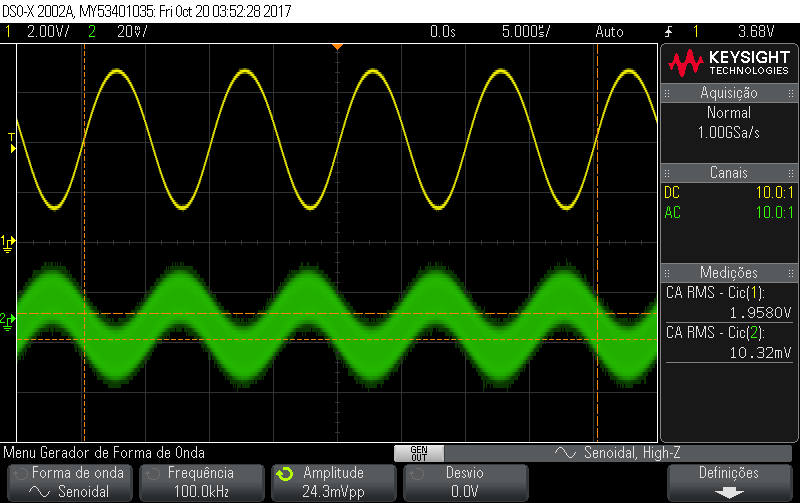 DSO-X 2002A, MY53401035: Fri Oct 20 03:52:28 2017
1 2.00V/ 2 20mV/ 0.0s 5.000us/ Auto 1 3.68V
KEYSIGHT
TECHNOLOGIES
Aquisição
Normal
1.00GSa/s
Canais
DC 10.0:1
AC 10.0:1
Medições
CA RMS - Cic(1):
1.9580V
CA RMS - Cic(2):
10.32mV
T
1
2
Menu Gerador de Forma de Onda
GEN
OUT
Senoidal, High-Z
Forma de onda
Senoidal
Frequência
100.0kHz
Amplitude
24.3mVpp
Desvio
0.0V
Definições